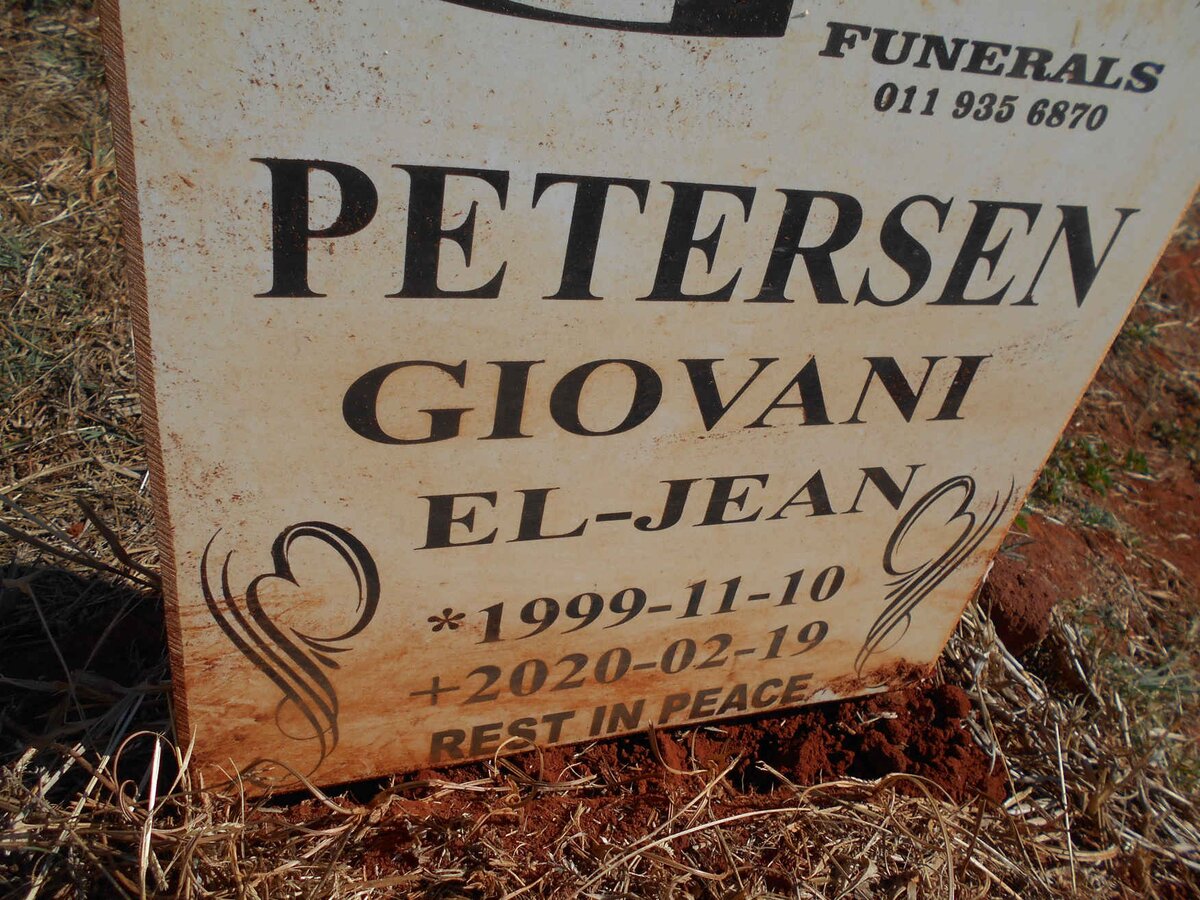 FUNERALS
011 935 6870
PETERSEN
GIOVANI
EL-JEAN
*1999-11-10
+2020-02-19
REST IN PEACE